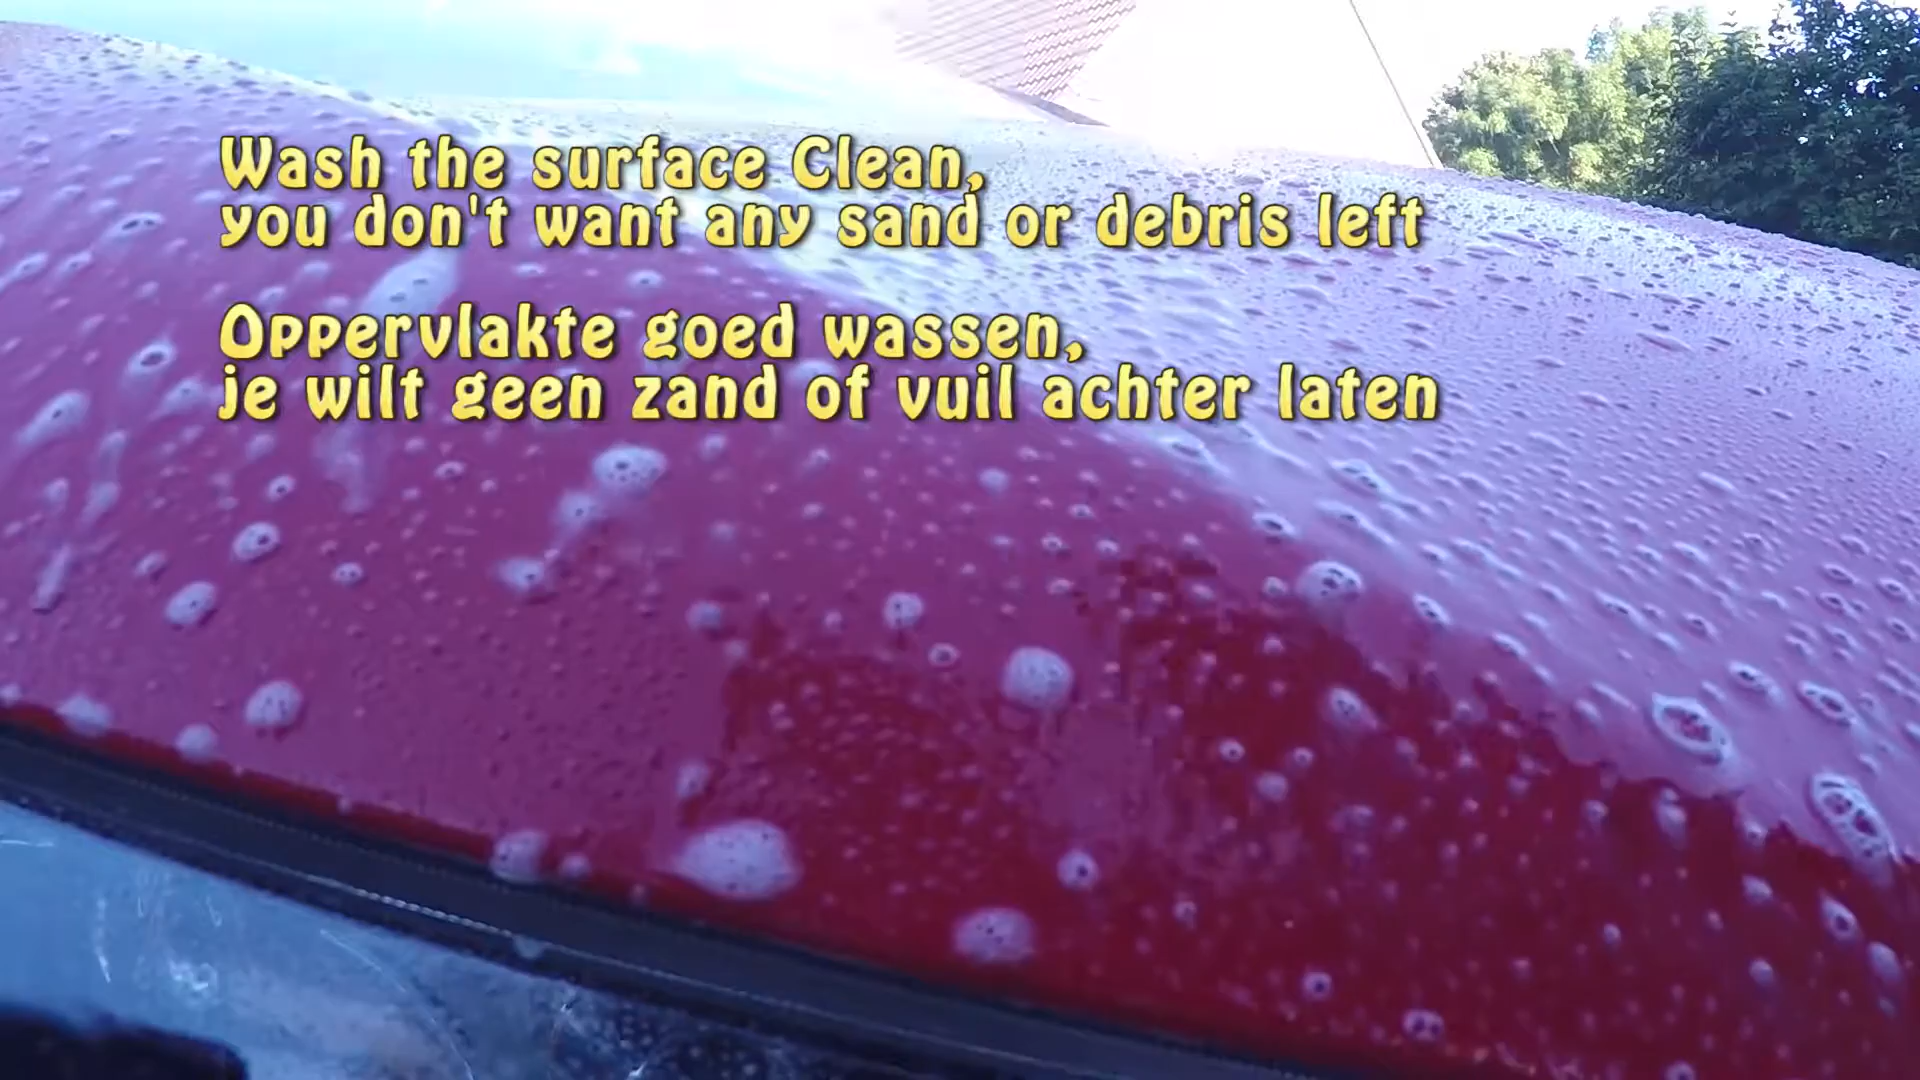 Wash the surface Clean,
you don't want any sand or debris left
Oppervlakte goed wassen,
je wilt geen zand of vuil achter laten